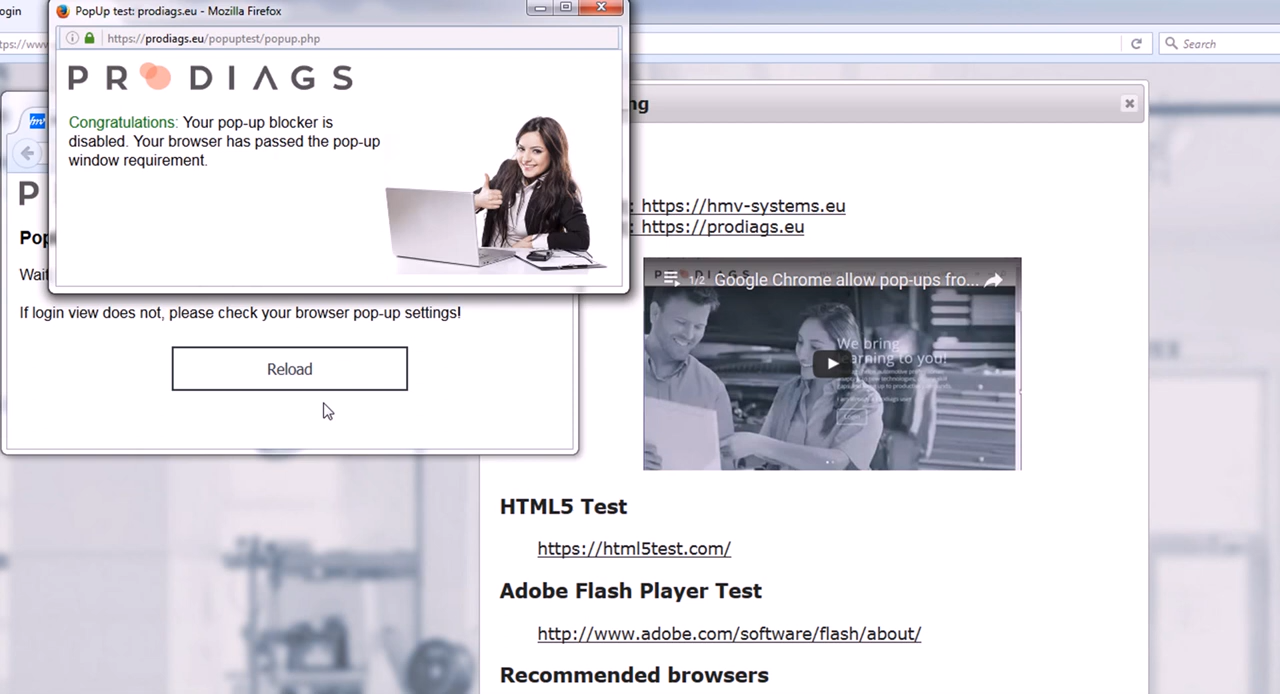 ogin
PopUp test: prodiags.eu - Mozilla Firefox
https://prodiags.eu/popuptest/popup.php
PRODIAGS
Congratulations: Your pop-up blocker is
disabled. Your browser has passed the pop-up
window requirement.
ps://www
Search
hmv
P
Pop
Wait
If login view does not, please check your browser pop-up settings!
Reload
ng
: https://hmv-systems.eu
: https://prodiags.eu
PRODIAGS
1/2 Google Chrome allow pop-ups fro...
We bring
learning to you!
HTML5 Test
https://html5test.com/
Adobe Flash Player Test
http://www.adobe.com/software/flash/about/
Recommended browsers